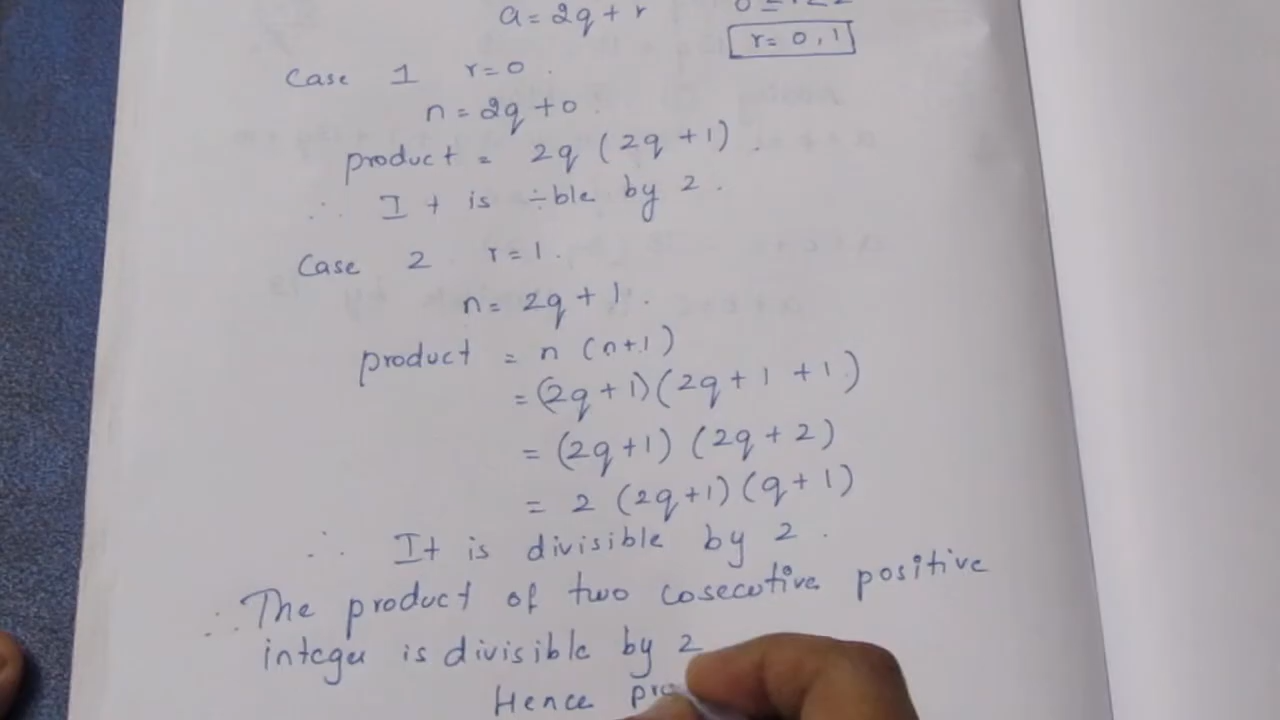 a = 2q + r
r = 0, 1
Case 1 r = 0.
n = 2q + 0.
product = 2q (2q + 1).
∴ It is ÷ble by 2.
Case 2 r = 1.
n = 2q + 1.
product = n (n+1)
= (2q + 1) (2q + 1 + 1)
= (2q+1) (2q + 2)
= 2 (2q+1) (q + 1)
∴ It is divisible by 2.
∴ The product of two cosecutive positive
integer is divisible by 2
Hence